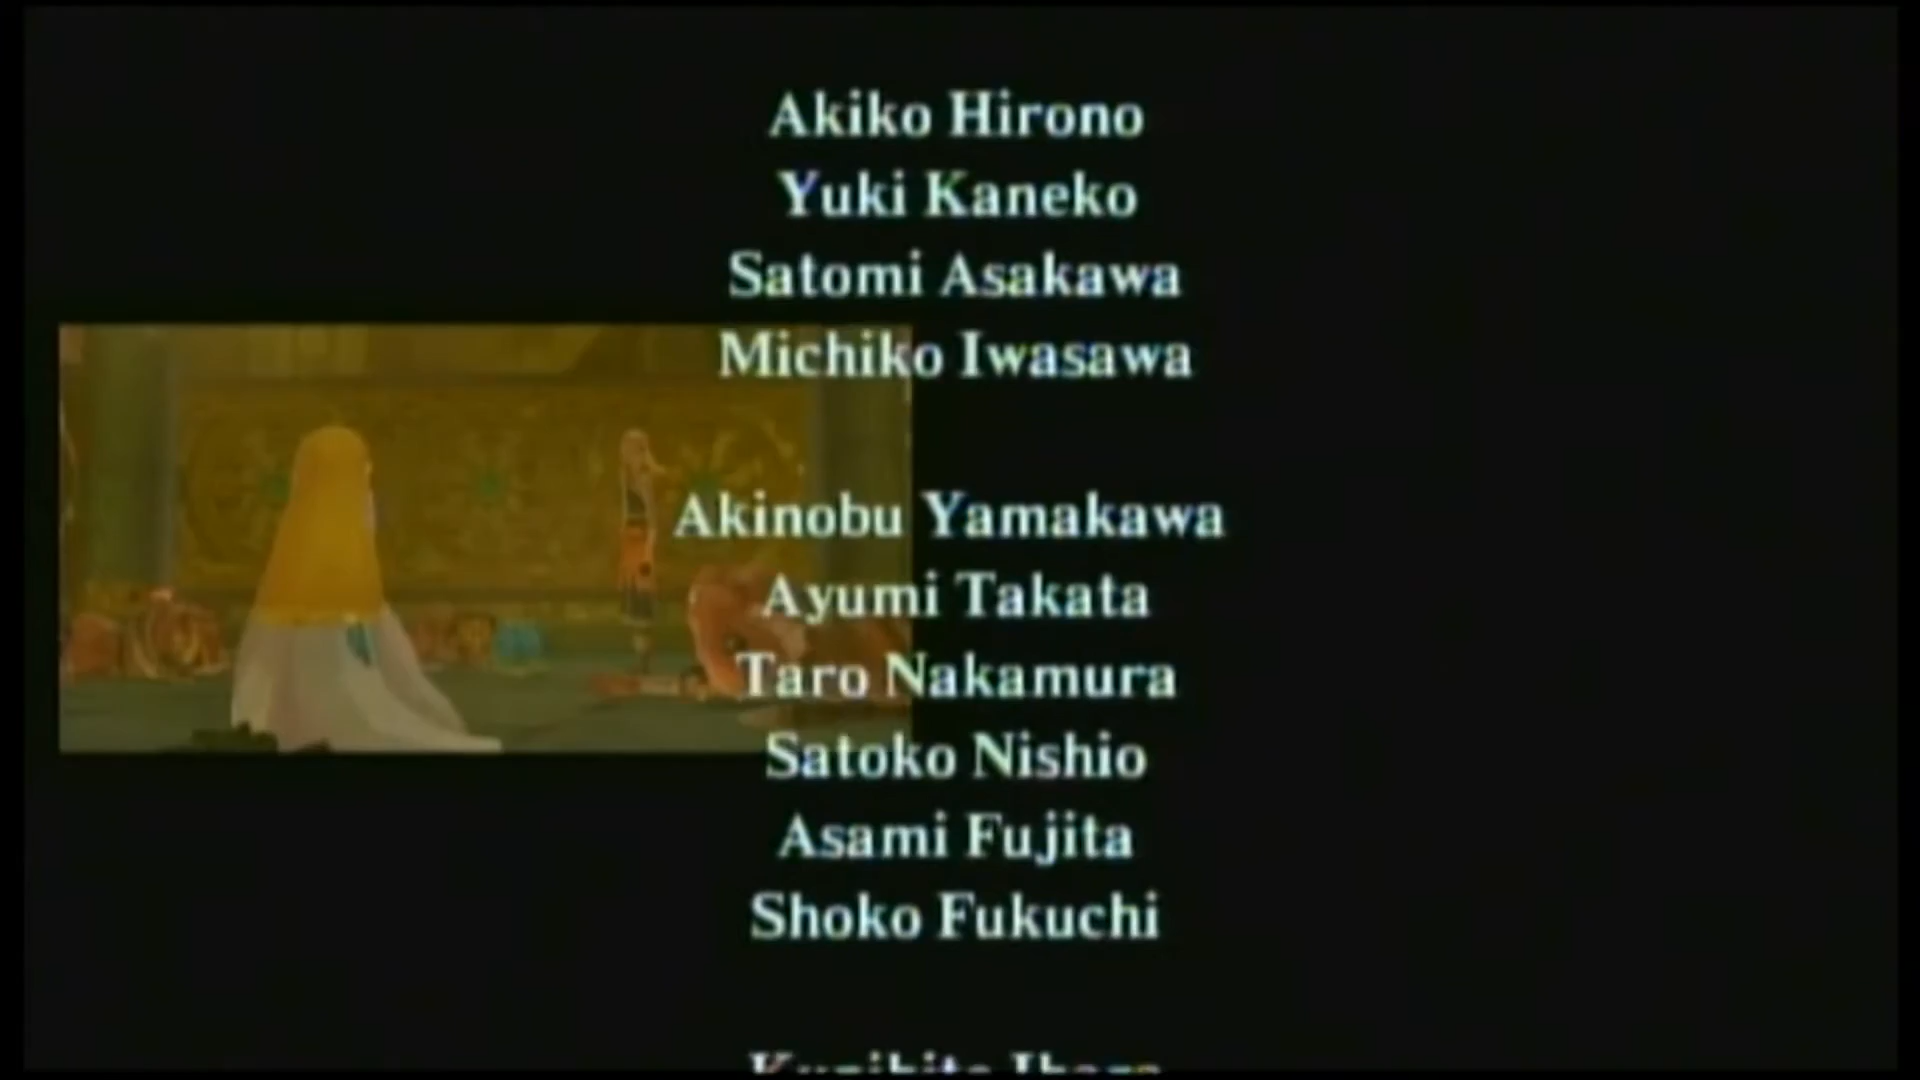 Akiko Hirono
Yuki Kaneko
Satomi Asakawa
Michiko Iwasawa
Akinobu Yamakawa
Ayumi Takata
Taro Nakamura
Satoko Nishio
Asami Fujita
Shoko Fukuchi